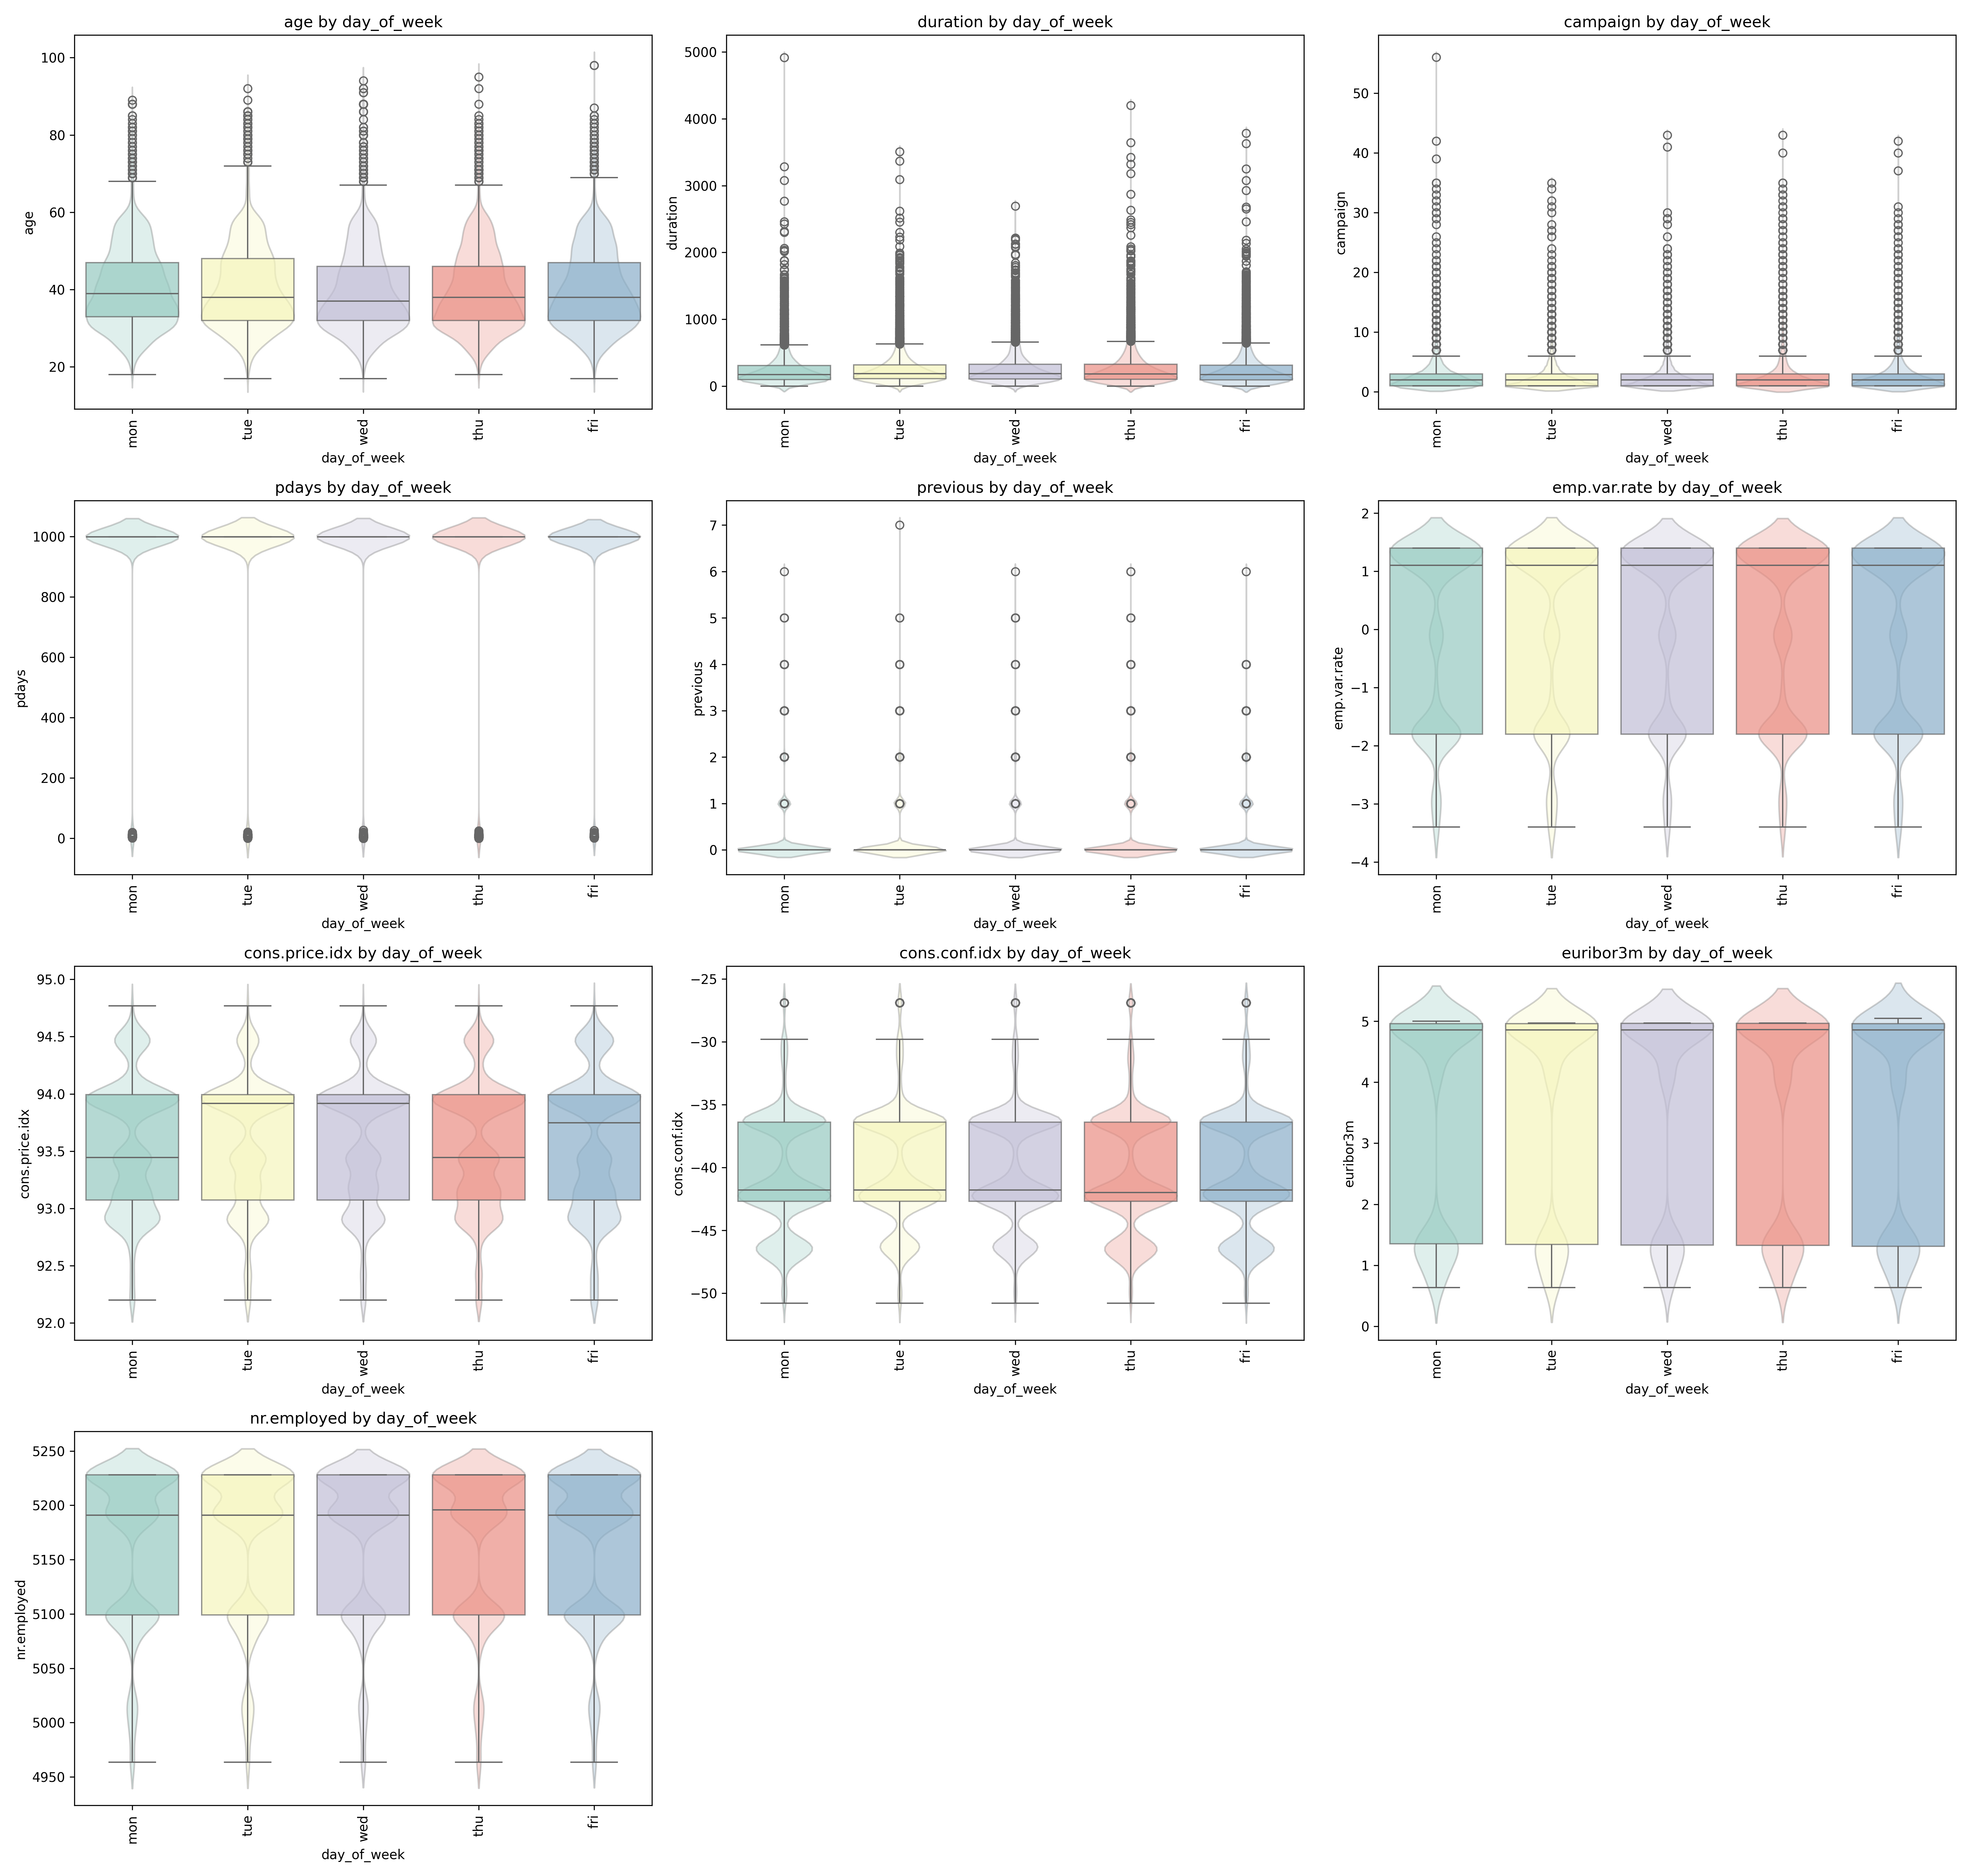 age by day_of_week
100
80
60
40
20
age
mon
tue
wed
thu
fri
day_of_week
duration by day_of_week
5000
4000
3000
2000
1000
0
duration
mon
tue
wed
thu
fri
day_of_week
campaign by day_of_week
50
40
30
20
10
0
campaign
mon
tue
wed
thu
fri
day_of_week
pdays by day_of_week
1000
800
600
400
200
0
pdays
mon
tue
wed
thu
fri
day_of_week
previous by day_of_week
7
6
5
4
3
2
1
0
previous
mon
tue
wed
thu
fri
day_of_week
emp.var.rate by day_of_week
2
1
0
−1
−2
−3
−4
emp.var.rate
mon
tue
wed
thu
fri
day_of_week
cons.price.idx by day_of_week
95.0
94.5
94.0
93.5
93.0
92.5
92.0
cons.price.idx
mon
tue
wed
thu
fri
day_of_week
cons.conf.idx by day_of_week
−25
−30
−35
−40
−45
−50
cons.conf.idx
mon
tue
wed
thu
fri
day_of_week
euribor3m by day_of_week
5
4
3
2
1
0
euribor3m
mon
tue
wed
thu
fri
day_of_week
nr.employed by day_of_week
5250
5200
5150
5100
5050
5000
4950
nr.employed
mon
tue
wed
thu
fri
day_of_week